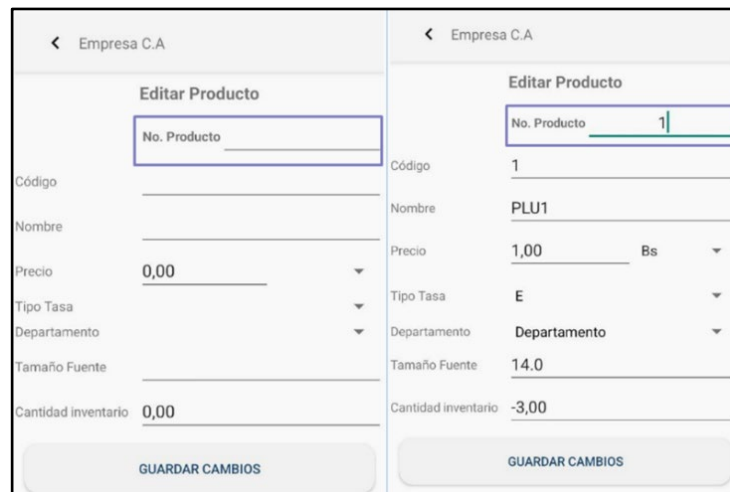 Empresa C.A
Editar Producto
No. Producto
Código
Nombre
Precio 0,00
Tipo Tasa
Departamento
Tamaño Fuente
Cantidad inventario 0,00
GUARDAR CAMBIOS
Empresa C.A
Editar Producto
No. Producto 1
Código 1
Nombre PLU1
Precio 1,00 Bs
Tipo Tasa E
Departamento Departamento
Tamaño Fuente 14.0
Cantidad inventario -3,00
GUARDAR CAMBIOS